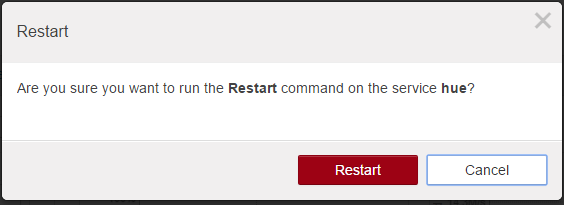 Restart
Are you sure you want to run the Restart command on the service hue?
Restart
Cancel